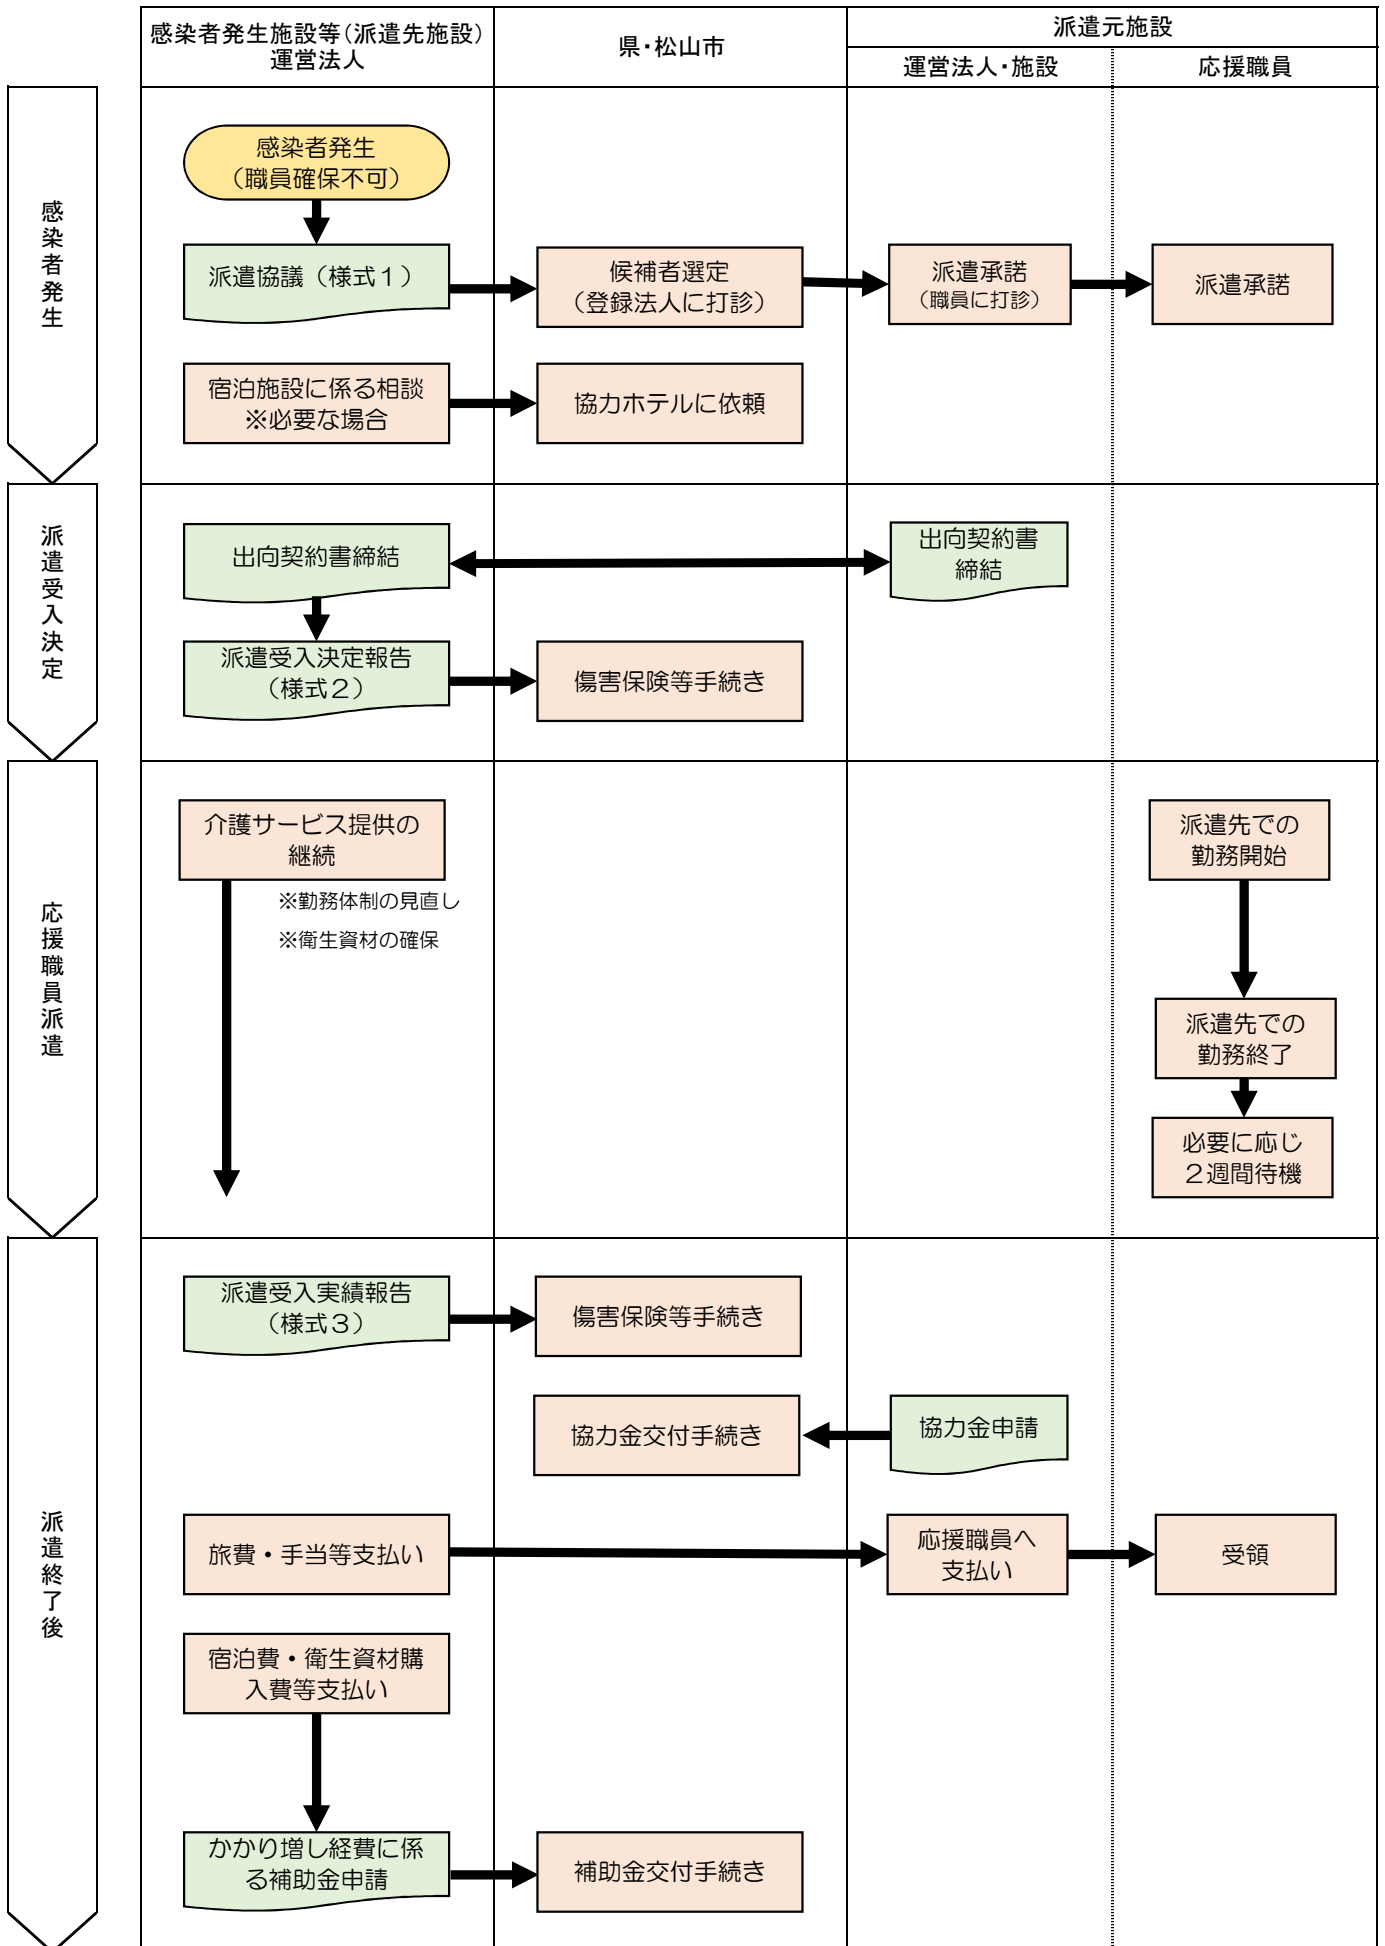 感染者発生施設等(派遣先施設)
運営法人
県・松山市
派遣元施設
運営法人・施設
応援職員
感染者発生
感染者発生
(職員確保不可)
派遣協議(様式1)
候補者選定
(登録法人に打診)
派遣承諾
(職員に打診)
派遣承諾
宿泊施設に係る相談
※必要な場合
協力ホテルに依頼
派遣受入決定
出向契約書締結
出向契約書
締結
派遣受入決定報告
(様式2)
傷害保険等手続き
応援職員派遣
介護サービス提供の
継続
※勤務体制の見直し
※衛生資材の確保
派遣先での
勤務開始
派遣先での
勤務終了
必要に応じ
2週間待機
派遣終了後
派遣受入実績報告
(様式3)
傷害保険等手続き
協力金交付手続き
協力金申請
旅費・手当等支払い
応援職員へ
支払い
受領
宿泊費・衛生資材購
入費等支払い
かかり増し経費に係
る補助金申請
補助金交付手続き